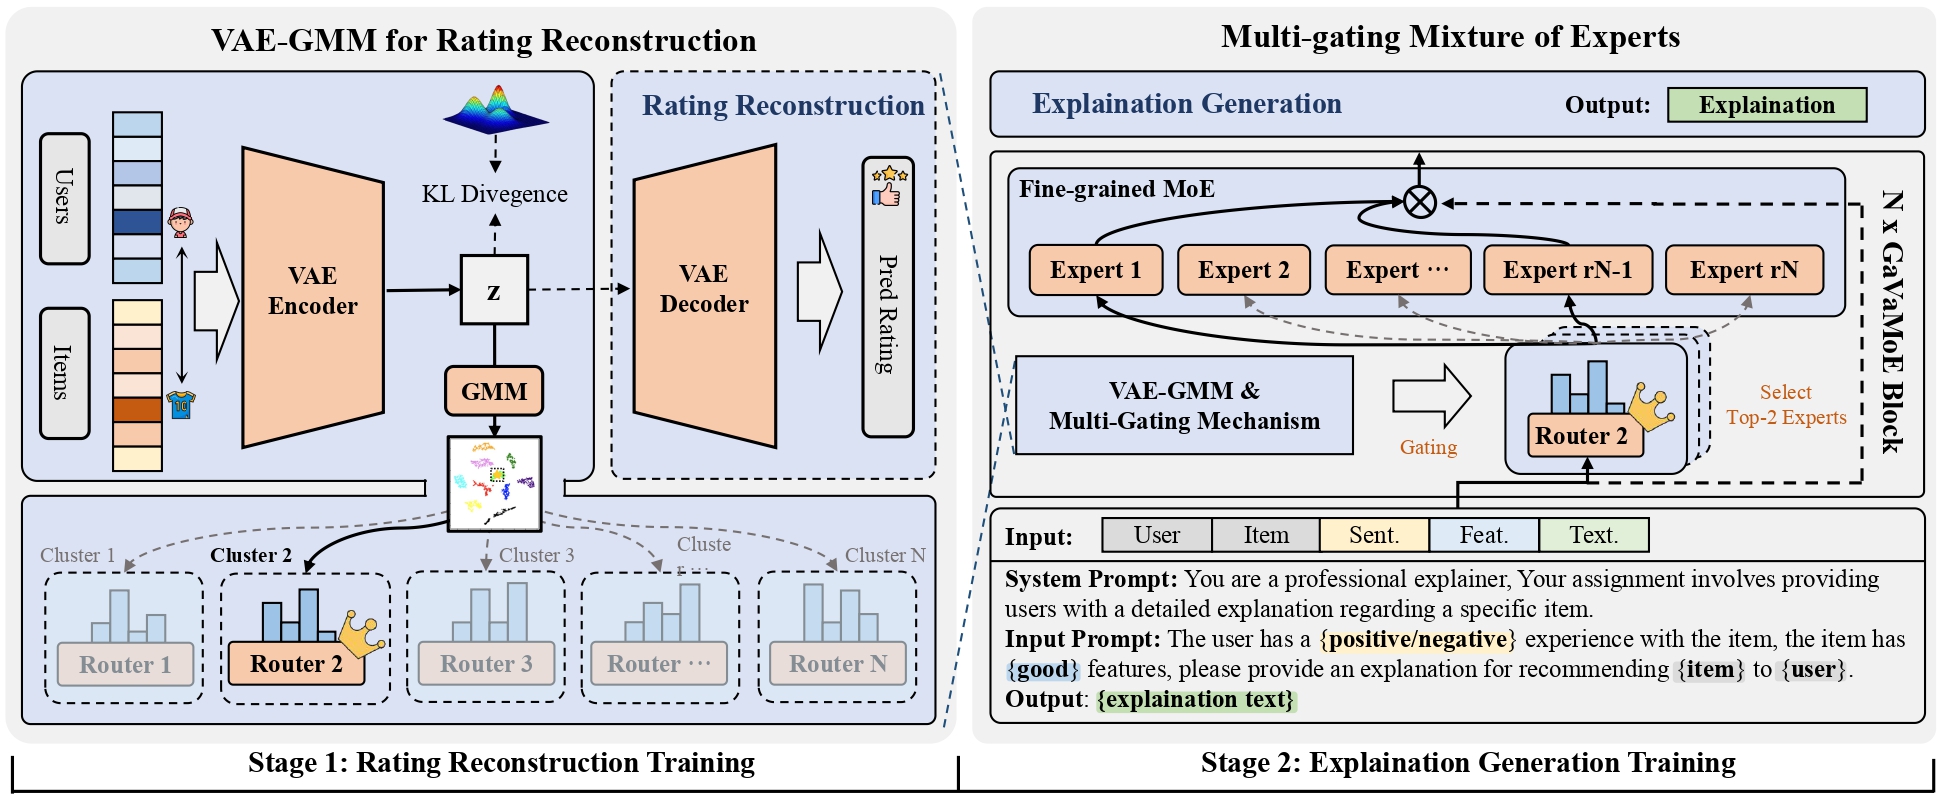 VAE-GMM for Rating Reconstruction
Users
Items
VAE
Encoder
KL Divegence
z
GMM
Rating Reconstruction
VAE
Decoder
Pred Rating
10
Cluster 1
Cluster 2
Cluster 3
Cluste
r ···
Cluster N
Router 1
Router 2
Router 3
Router ···
Router N
Stage 1: Rating Reconstruction Training
Multi-gating Mixture of Experts
Explaination Generation
Output:
Explaination
Fine-grained MoE
Expert 1
Expert 2
Expert ···
Expert rN-1
Expert rN
N x GaVaMoE Block
VAE-GMM &
Multi-Gating Mechanism
Gating
Router 2
Select
Top-2 Experts
Input:
User
Item
Sent.
Feat.
Text.
System Prompt: You are a professional explainer, Your assignment involves providing
users with a detailed explanation regarding a specific item.
Input Prompt: The user has a {positive/negative} experience with the item, the item has
{good} features, please provide an explanation for recommending {item} to {user}.
Output: {explaination text}
Stage 2: Explaination Generation Training